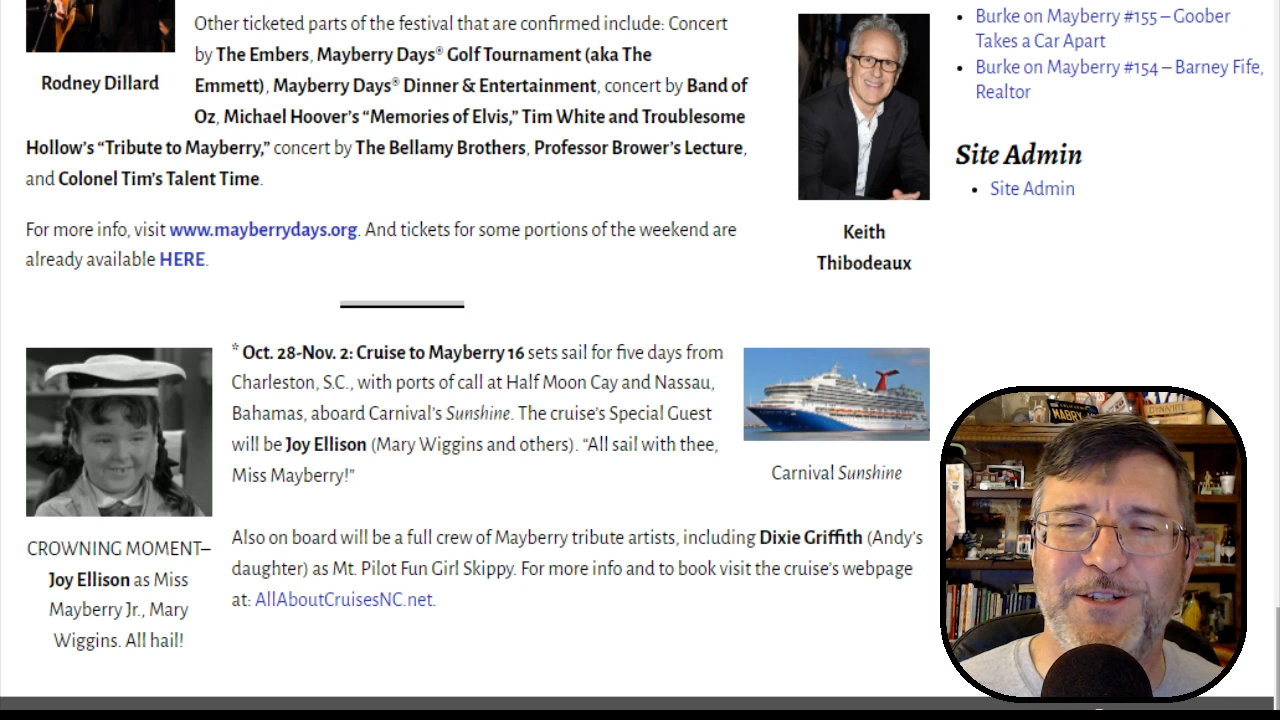 Other ticketed parts of the festival that are confirmed include: Concert
by The Embers, Mayberry Days® Golf Tournament (aka The
Emmett), Mayberry Days® Dinner & Entertainment, concert by Band of
Oz, Michael Hoover’s “Memories of Elvis,” Tim White and Troublesome
Hollow’s “Tribute to Mayberry,” concert by The Bellamy Brothers, Professor Brower’s Lecture,
and Colonel Tim’s Talent Time.
Rodney Dillard
For more info, visit www.mayberrydays.org. And tickets for some portions of the weekend are
already available HERE.
Keith
Thibodeaux
* Oct. 28-Nov. 2: Cruise to Mayberry 16 sets sail for five days from
Charleston, S.C., with ports of call at Half Moon Cay and Nassau,
Bahamas, aboard Carnival’s Sunshine. The cruise’s Special Guest
will be Joy Ellison (Mary Wiggins and others). “All sail with thee,
Miss Mayberry!”
Carnival Sunshine
CROWNING MOMENT–
Joy Ellison as Miss
Mayberry Jr., Mary
Wiggins. All hail!
Also on board will be a full crew of Mayberry tribute artists, including Dixie Griffith (Andy’s
daughter) as Mt. Pilot Fun Girl Skippy. For more info and to book visit the cruise’s webpage
at: AllAboutCruisesNC.net.
• Burke on Mayberry #155 – Goober
Takes a Car Apart
• Burke on Mayberry #154 – Barney Fife,
Realtor
Site Admin
• Site Admin
MABRY
DYNAMITE